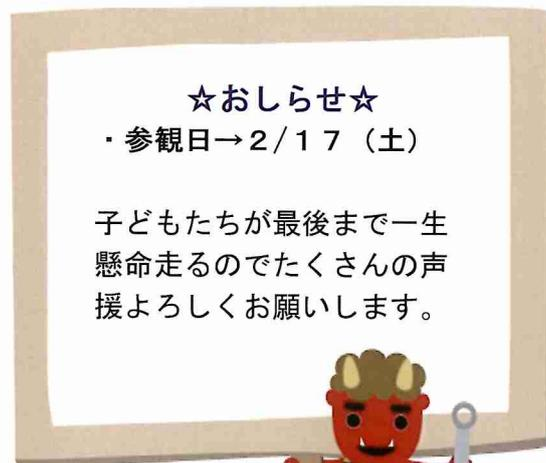 ☆おしらせ☆
・参観日→２/１７（土）
子どもたちが最後まで一生
懸命走るのでたくさんの声
援よろしくお願いします。